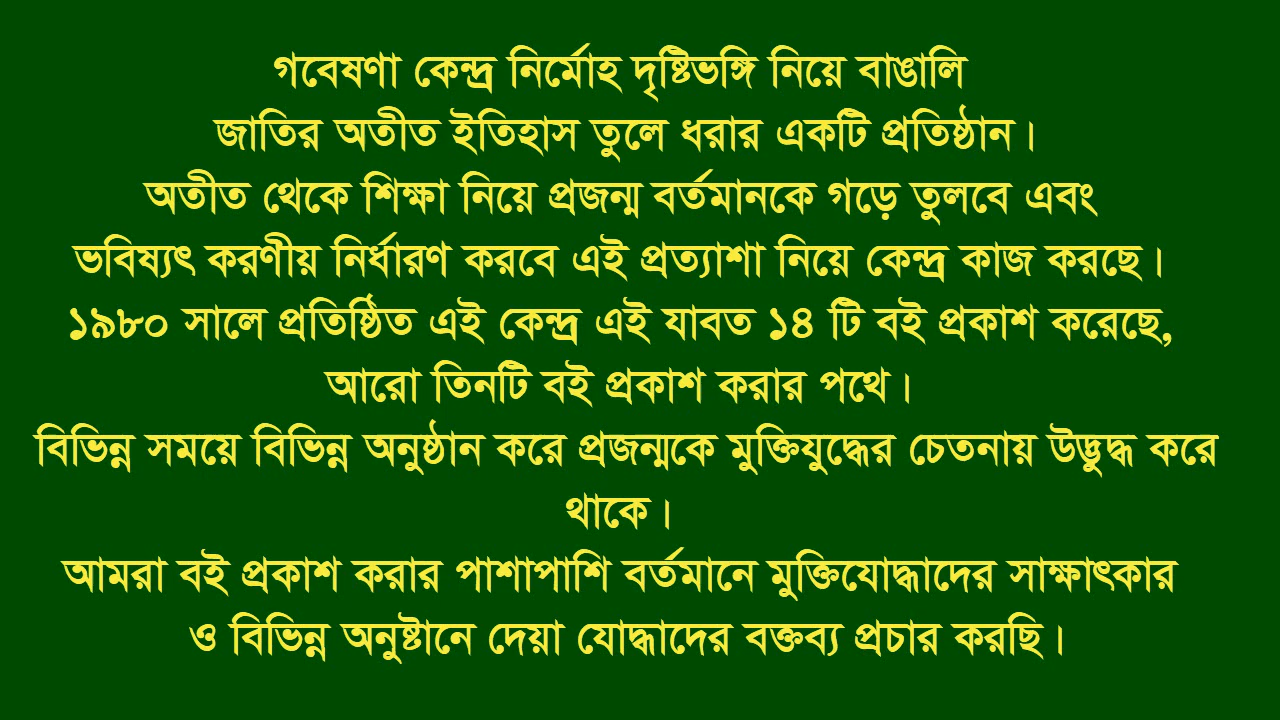 গবেষণা কেন্দ্র নির্মোহ দৃষ্টিভঙ্গি নিয়ে বাঙালি
জাতির অতীত ইতিহাস তুলে ধরার একটি প্রতিষ্ঠান।
অতীত থেকে শিক্ষা নিয়ে প্রজন্ম বর্তমানকে গড়ে তুলবে এবং
ভবিষ্যৎ করণীয় নির্ধারণ করবে এই প্রত্যাশা নিয়ে কেন্দ্র কাজ করছে।
১৯৮০ সালে প্রতিষ্ঠিত এই কেন্দ্র এই যাবত ১৪ টি বই প্রকাশ করেছে,
আরো তিনটি বই প্রকাশ করার পথে।
বিভিন্ন সময়ে বিভিন্ন অনুষ্ঠান করে প্রজন্মকে মুক্তিযুদ্ধের চেতনায় উদ্ভুদ্ধ করে
থাকে।
আমরা বই প্রকাশ করার পাশাপাশি বর্তমানে মুক্তিযোদ্ধাদের সাক্ষাৎকার
ও বিভিন্ন অনুষ্টানে দেয়া যোদ্ধাদের বক্তব্য প্রচার করছি।